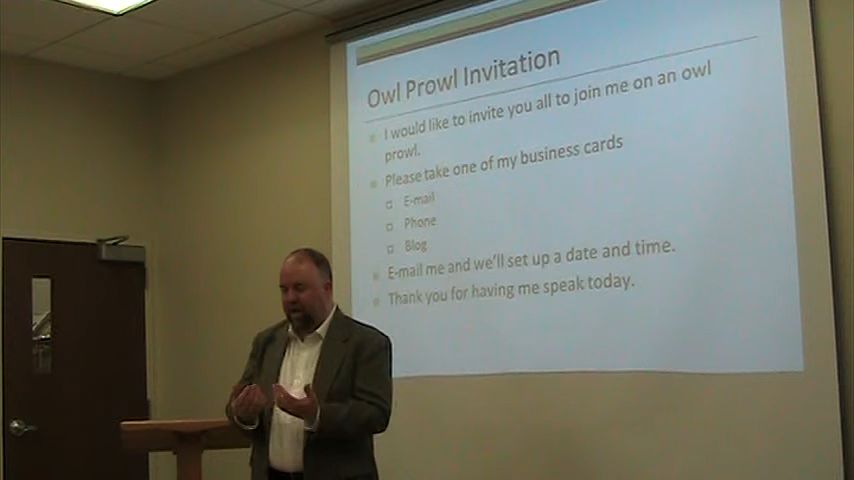 Owl Prowl Invitation
I would like to invite you all to join me on an owl
prowl.
Please take one of my business cards
E-mail
Phone
Blog
E-mail me and we'll set up a date and time.
Thank you for having me speak today.